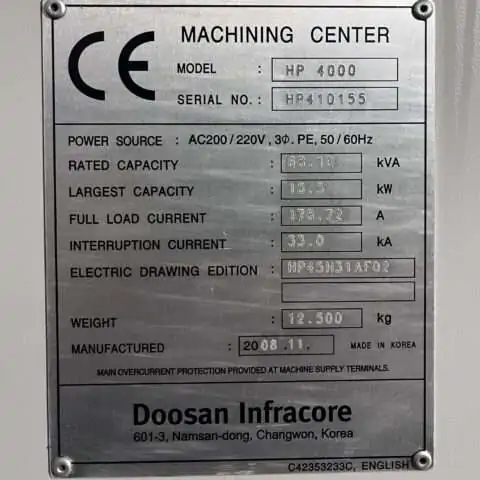 CE MACHINING CENTER
MODEL : HP 4000
SERIAL NO. : HP410155
POWER SOURCE : AC200/220V, 3Φ. PE, 50/60Hz
RATED CAPACITY : kVA
LARGEST CAPACITY : kW
FULL LOAD CURRENT : A
INTERRUPTION CURRENT : 33.0 kA
ELECTRIC DRAWING EDITION :
WEIGHT : 12.500 kg
MANUFACTURED : 2008.11. MADE IN KOREA
MAIN OVERCURRENT PROTECTION PROVIDED AT MACHINE SUPPLY TERMINALS.
Doosan Infracore
601-3, Namsan-dong, Changwon, Korea
C42353233C, ENGLISH